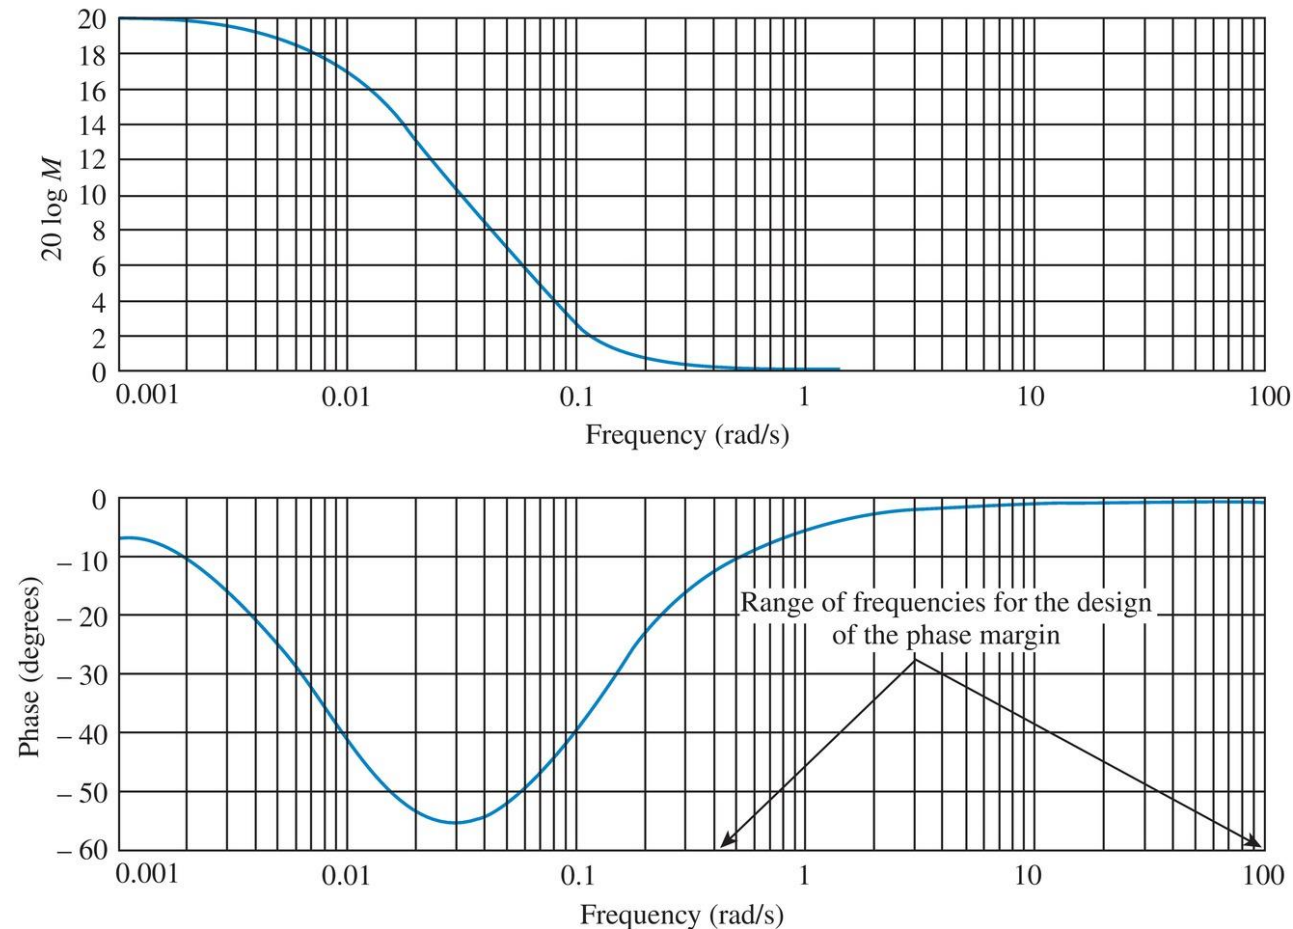 20
18
16
14
12
10
8
6
4
2
0
20 log M
0.001 0.01 0.1 1 10 100
Frequency (rad/s)
0
– 10
– 20
– 30
– 40
– 50
– 60
Phase (degrees)
Range of frequencies for the design
of the phase margin
0.001 0.01 0.1 1 10 100
Frequency (rad/s)